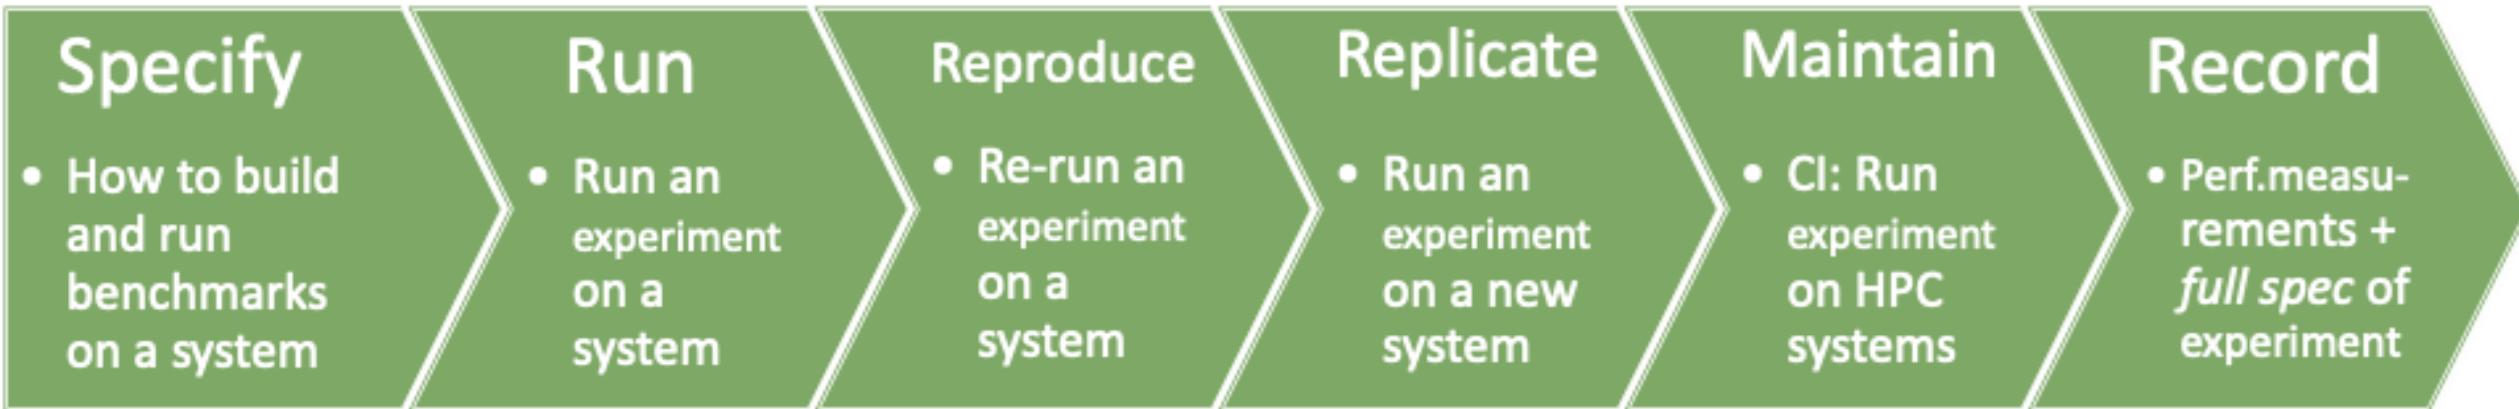 Specify
• How to build
and run
benchmarks
on a system
Run
• Run an
experiment
on a
system
Reproduce
• Re-run an
experiment
on a
system
Replicate
• Run an
experiment
on a new
system
Maintain
• CI: Run
experiment
on HPC
systems
Record
• Perf.measu-
rements +
full spec of
experiment